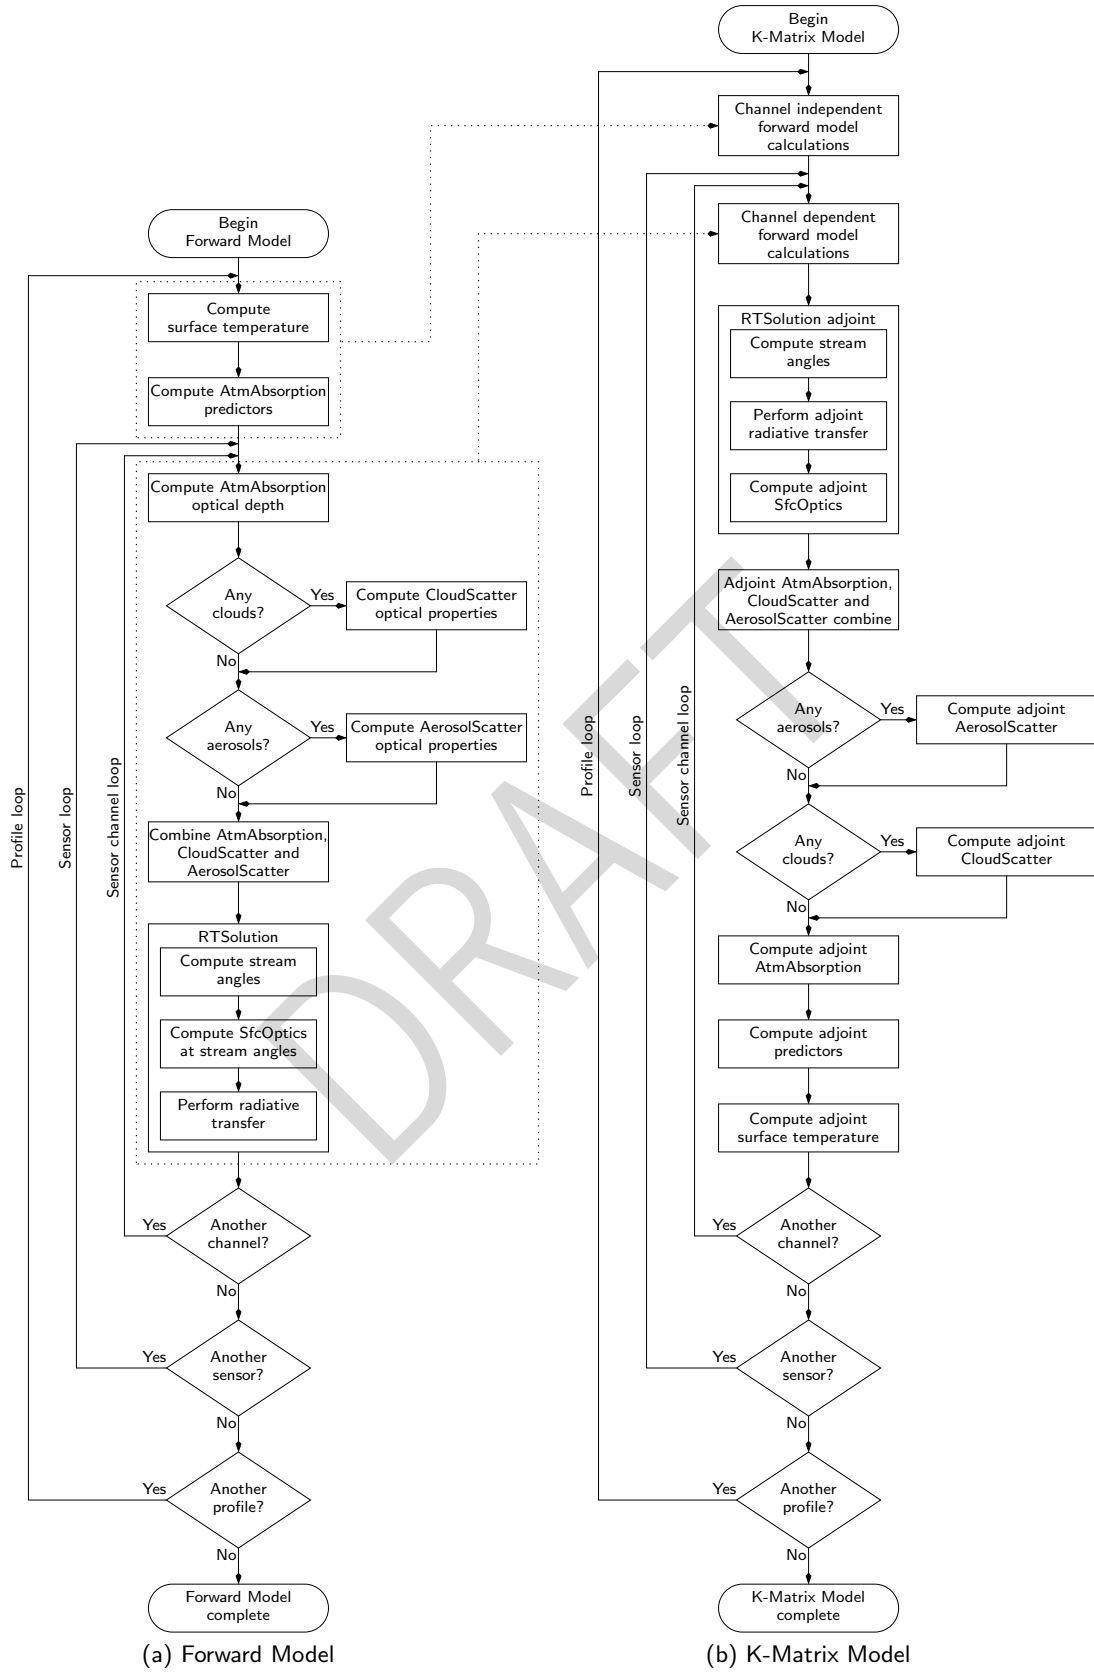 Begin
Forward Model
Compute
surface temperature
Compute AtmAbsorption
predictors
Compute AtmAbsorption
optical depth
Any
clouds?
Yes
Compute CloudScatter
optical properties
No
Any
aerosols?
Yes
Compute AerosolScatter
optical properties
No
Combine AtmAbsorption,
CloudScatter and
AerosolScatter
RTSolution
Compute stream
angles
Compute SfcOptics
at stream angles
Perform radiative
transfer
Another
channel?
Yes
No
Another
sensor?
Yes
No
Another
profile?
Yes
No
Forward Model
complete
Profile loop
Sensor loop
Sensor channel loop
(a) Forward Model
Begin
K-Matrix Model
Channel independent
forward model
calculations
Channel dependent
forward model
calculations
RTSolution adjoint
Compute stream
angles
Perform adjoint
radiative transfer
Compute adjoint
SfcOptics
Adjoint AtmAbsorption,
CloudScatter and
AerosolScatter combine
Any
aerosols?
Yes
Compute adjoint
AerosolScatter
No
Any
clouds?
Yes
Compute adjoint
CloudScatter
No
Compute adjoint
AtmAbsorption
Compute adjoint
predictors
Compute adjoint
surface temperature
Another
channel?
Yes
No
Another
sensor?
Yes
No
Another
profile?
Yes
No
K-Matrix Model
complete
Profile loop
Sensor loop
Sensor channel loop
(b) K-Matrix Model
DRAFT